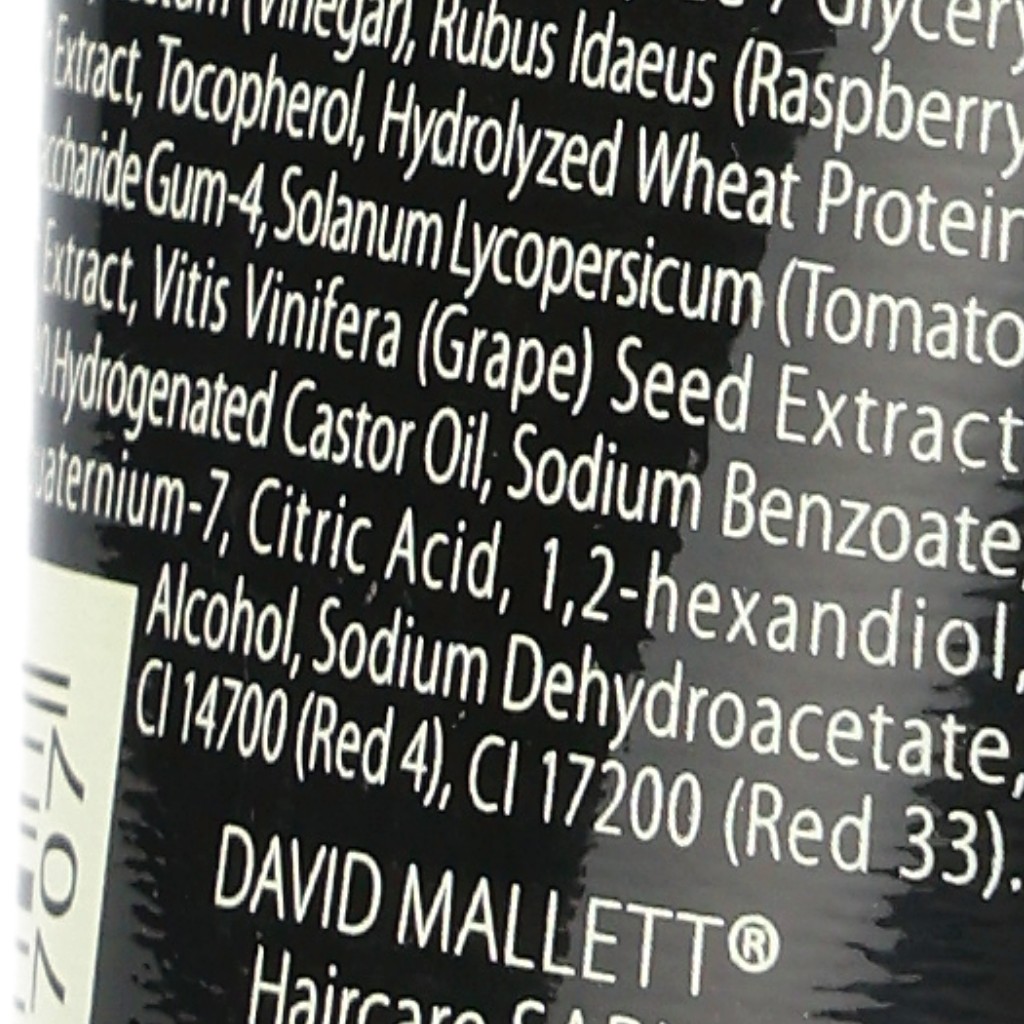 (Vinegar), Rubus Idaeus (Raspberry
Extract, Tocopherol, Hydrolyzed Wheat Protein
Gum-4, Solanum Lycopersicum (Tomato
Extract, Vitis Vinifera (Grape) Seed Extract
Hydrogenated Castor Oil, Sodium Benzoate,
Citric Acid, 1,2-hexandiol,
Alcohol, Sodium Dehydroacetate,
CI 14700 (Red 4), CI 17200 (Red 33).
DAVID MALLETT®
Haircare